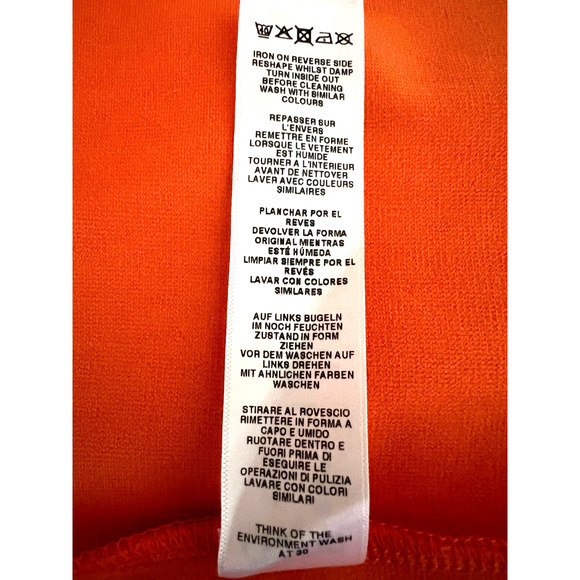 40
IRON ON REVERSE SIDE
RESHAPE WHILST DAMP
TURN INSIDE OUT
BEFORE CLEANING
WASH WITH SIMILAR
COLOURS
REPASSER SUR
L'ENVERS
REMETTRE EN FORME
LORSQUE LE VETEMENT
EST HUMIDE
TOURNER A L'INTERIEUR
AVANT DE NETTOYER
LAVER AVEC COULEURS
SIMILAIRES
PLANCHAR POR EL
REVES
DEVOLVER LA FORMA
ORIGINAL MIENTRAS
ESTÉ HÚMEDA
LIMPIAR SIEMPRE POR EL
REVÉS
LAVAR CON COLORES
SIMILARES
AUF LINKS BUGELN
IM NOCH FEUCHTEN
ZUSTAND IN FORM
ZIEHEN
VOR DEM WASCHEN AUF
LINKS DREHEN
MIT AHNLICHEN FARBEN
WASCHEN
STIRARE AL ROVESCIO
RIMETTERE IN FORMA A
CAPO E UMIDO
RUOTARE DENTRO E
FUORI PRIMA DI
ESEGUIRE LE
OPERAZIONI DI PULIZIA
LAVARE CON COLORI
SIMILARI
THINK OF THE
ENVIRONMENT WASH
AT 30